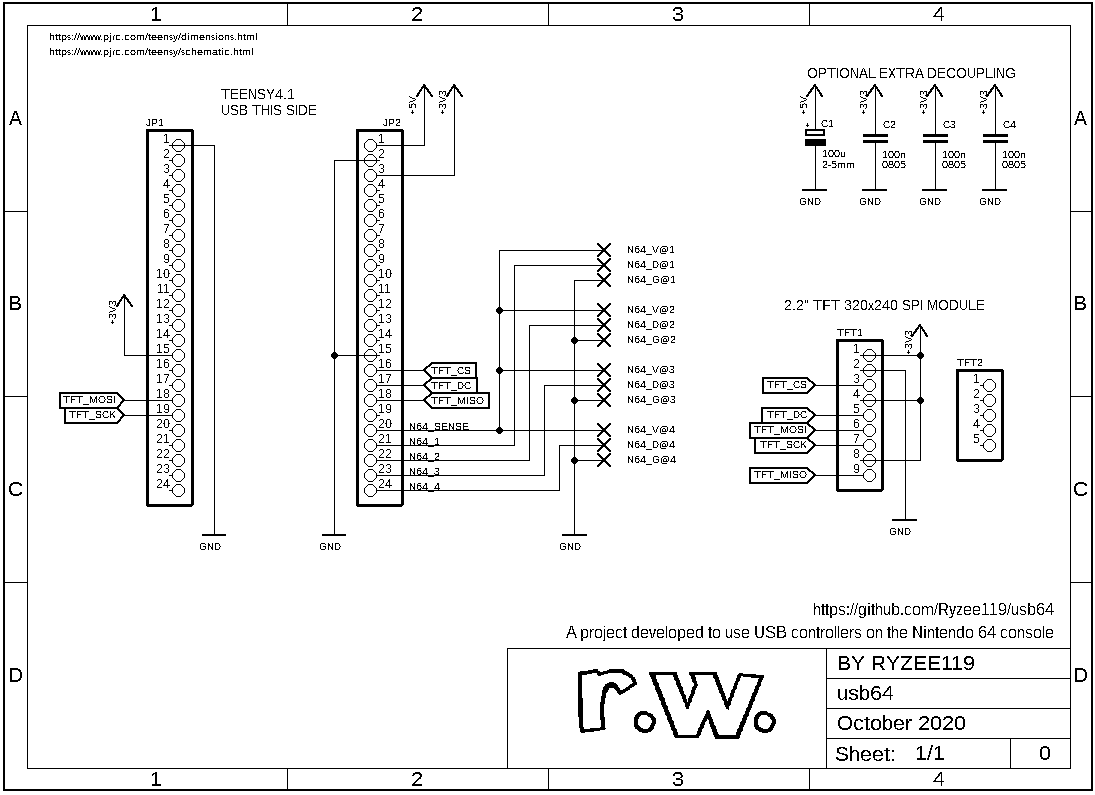 1 2 3 4
https://www.pjrc.com/teensy/dimensions.html
https://www.pjrc.com/teensy/schematic.html
TEENSY4.1
USB THIS SIDE
OPTIONAL EXTRA DECOUPLING
+5V +3V3
+5V +3V3 +3V3 +3V3
A A
JP1
1
2
3
4
5
6
7
8
9
10
11
12
13
14
15
16
17
18
19
20
21
22
23
24
+3V3
TFT_MOSI
TFT_SCK
GND
JP2
1
2
3
4
5
6
7
8
9
10
11
12
13
14
15
16
17
18
19
20
21
22
23
24
TFT_CS
TFT_DC
TFT_MISO
N64_SENSE
N64_1
N64_2
N64_3
N64_4
GND
+ C1 C2 C3 C4
100u 100n 100n 100n
2-5mm 0805 0805 0805
GND GND GND GND
N64_V@1
N64_D@1
N64_G@1
N64_V@2
N64_D@2
N64_G@2
N64_V@3
N64_D@3
N64_G@3
N64_V@4
N64_D@4
N64_G@4
GND
B B
2.2" TFT 320x240 SPI MODULE
TFT1
+3V3
1
2
3
4
5
6
7
8
9
TFT_CS
TFT_DC
TFT_MOSI
TFT_SCK
TFT_MISO
GND
TFT2
1
2
3
4
5
C C
https://github.com/Ryzee119/usb64
A project developed to use USB controllers on the Nintendo 64 console
D D
r.w.
BY RYZEE119
usb64
October 2020
Sheet: 1/1 0
1 2 3 4